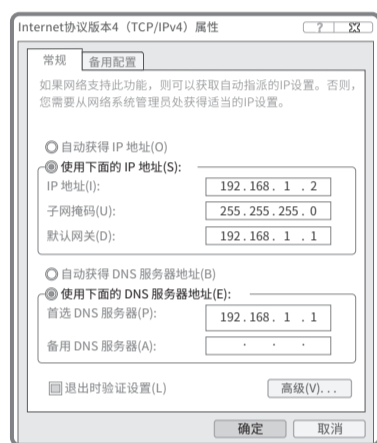 Internet协议版本4（TCP/IPv4）属性
?
常规 备用配置
如果网络支持此功能，则可以获取自动指派的IP设置。否则，
您需要从网络系统管理员处获得适当的IP设置。
自动获得 IP 地址(O)
使用下面的 IP 地址(S):
IP 地址(I): 192.168. 1 . 2
子网掩码(U): 255.255.255. 0
默认网关(D): 192.168. 1 . 1
自动获得 DNS 服务器地址(B)
使用下面的 DNS 服务器地址(E):
首选 DNS 服务器(P): 192.168. 1 . 1
备用 DNS 服务器(A): . . .
退出时验证设置(L) 高级(V)...
确定 取消